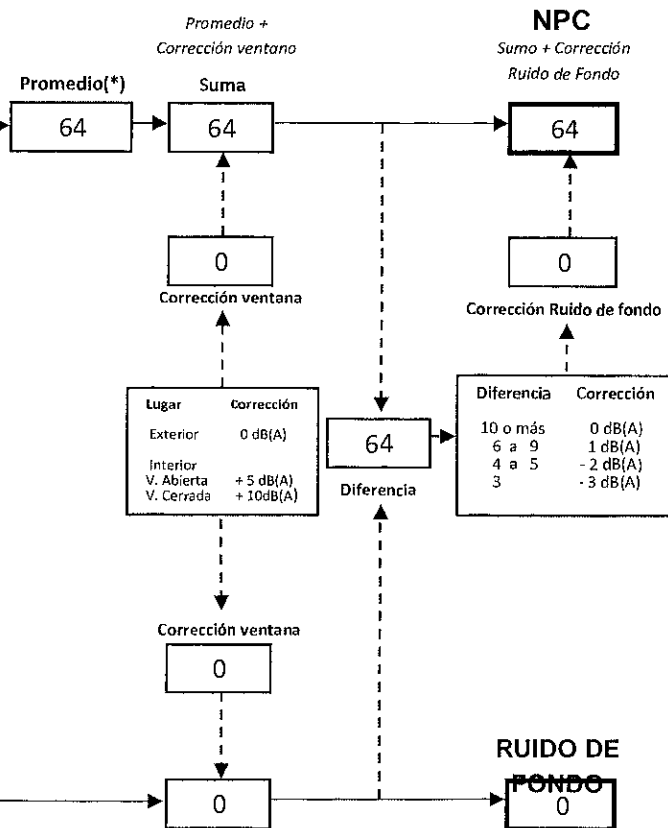 Promedio +
Corrección ventano
NPC
Sumo + Corrección
Ruido de Fondo
Promedio(*)
Suma
64
64
64
0
0
Corrección ventana
Corrección Ruido de fondo
Lugar Corrección
Exterior 0 dB(A)
Interior
V. Abierta + 5 dB(A)
V. Cerrada + 10dB(A)
64
Diferencia
Diferencia Corrección
10 o más 0 dB(A)
6 a 9 1 dB(A)
4 a 5 - 2 dB(A)
3 - 3 dB(A)
Corrección ventana
0
0
RUIDO DE
FONDO
0